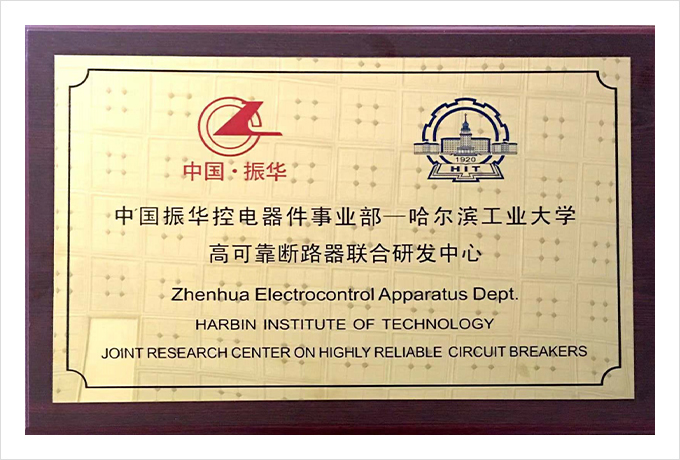 中国·振华
1920
HIT
中国振华控电器件事业部—哈尔滨工业大学
高可靠断路器联合研发中心
Zhenhua Electrocontrol Apparatus Dept.
HARBIN INSTITUTE OF TECHNOLOGY
JOINT RESEARCH CENTER ON HIGHLY RELIABLE CIRCUIT BREAKERS